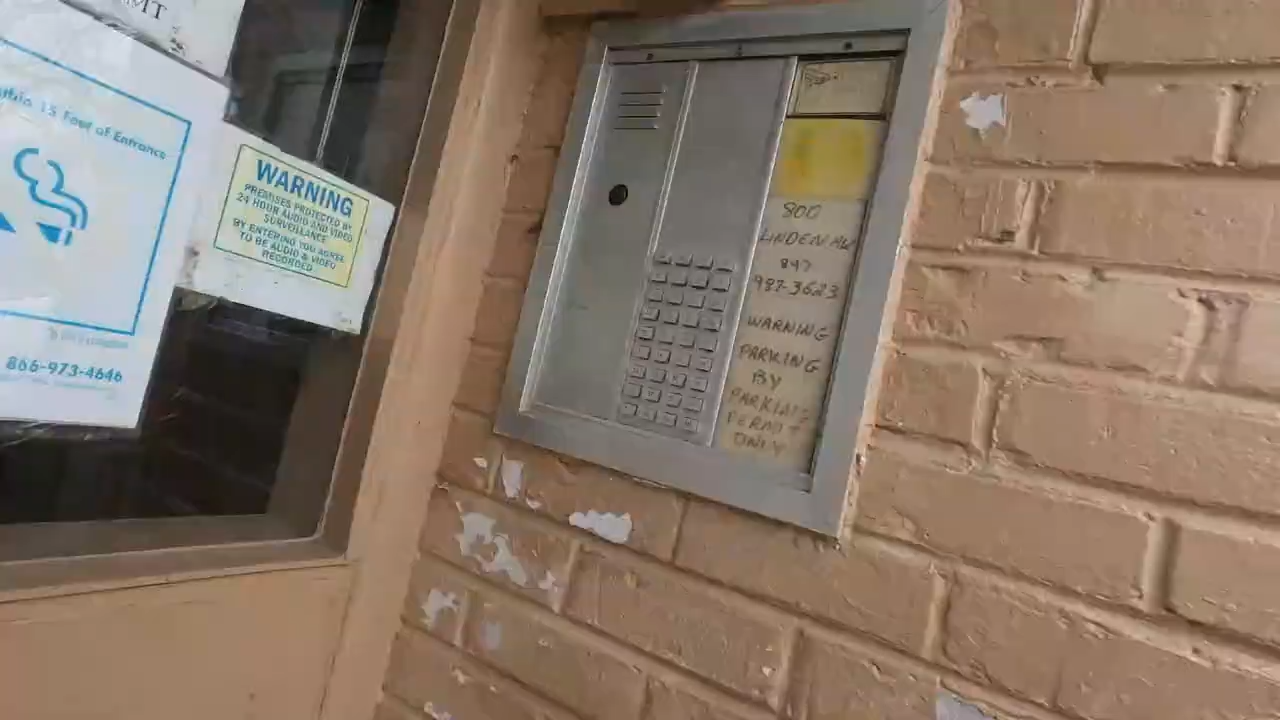 15 Feet of Entrance
866-973-4646
WARNING
PREMISES PROTECTED BY
24 HOUR AUDIO AND VIDEO
SURVEILLANCE
BY ENTERING YOU AGREE
TO BE AUDIO & VIDEO
RECORDED
800
LINDEN AV
847
987-3623
WARNING
PARKING
BY
PARKING
PERMIT
ONLY